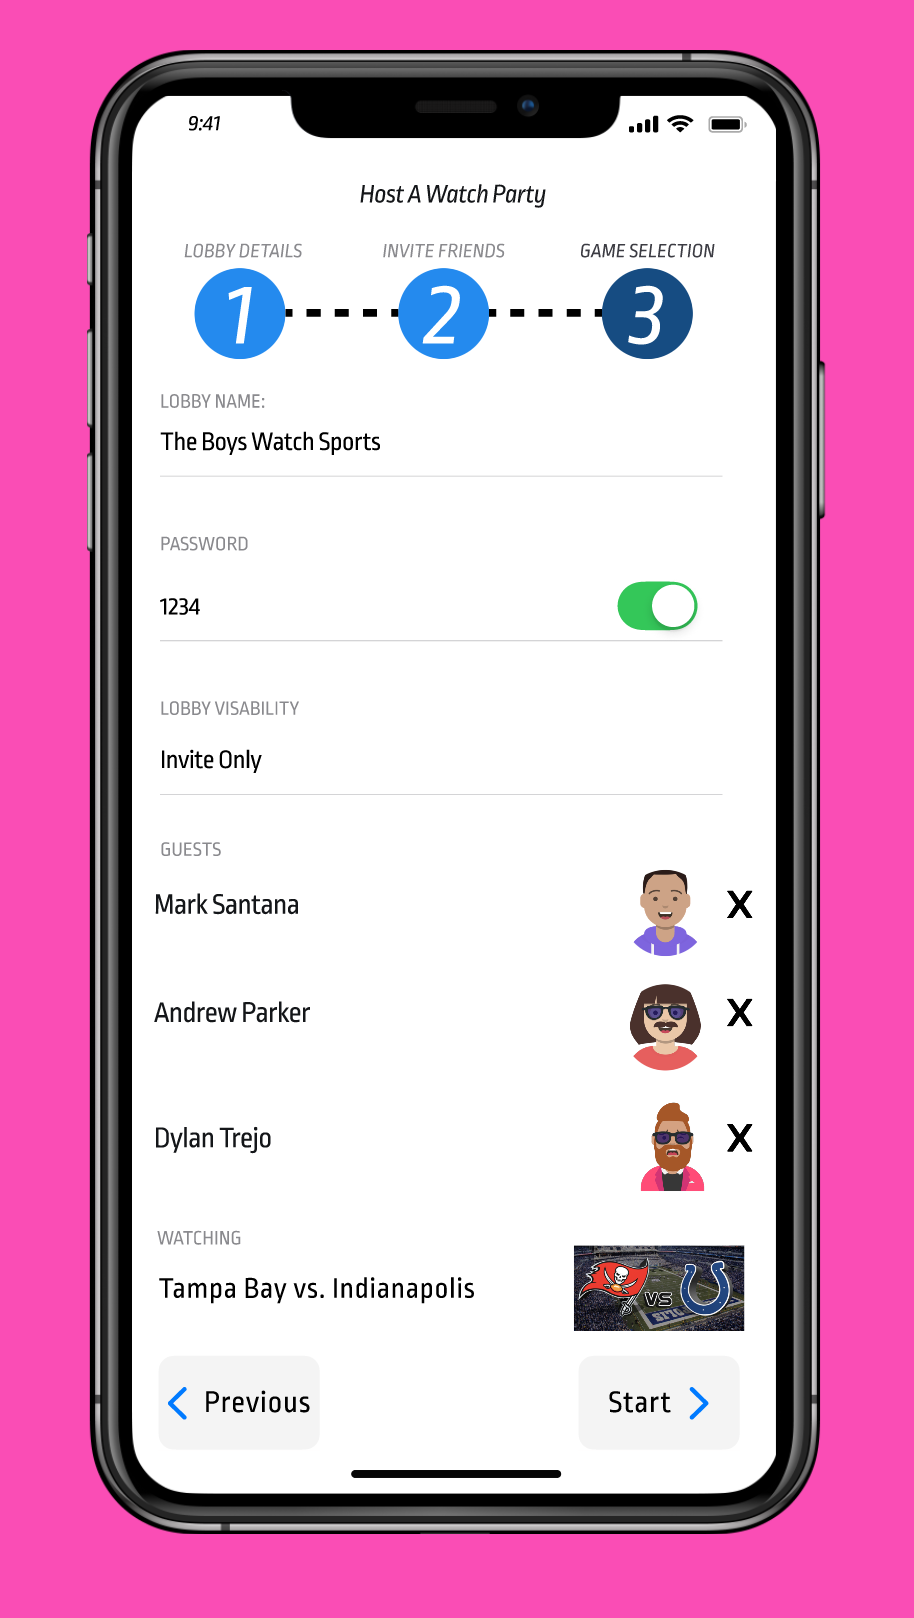 9:41
Host A Watch Party
LOBBY DETAILS
INVITE FRIENDS
GAME SELECTION
1
2
3
LOBBY NAME:
The Boys Watch Sports
PASSWORD
1234
LOBBY VISABILITY
Invite Only
GUESTS
Mark Santana
X
Andrew Parker
X
Dylan Trejo
X
WATCHING
Tampa Bay vs. Indianapolis
VS
Previous
Start